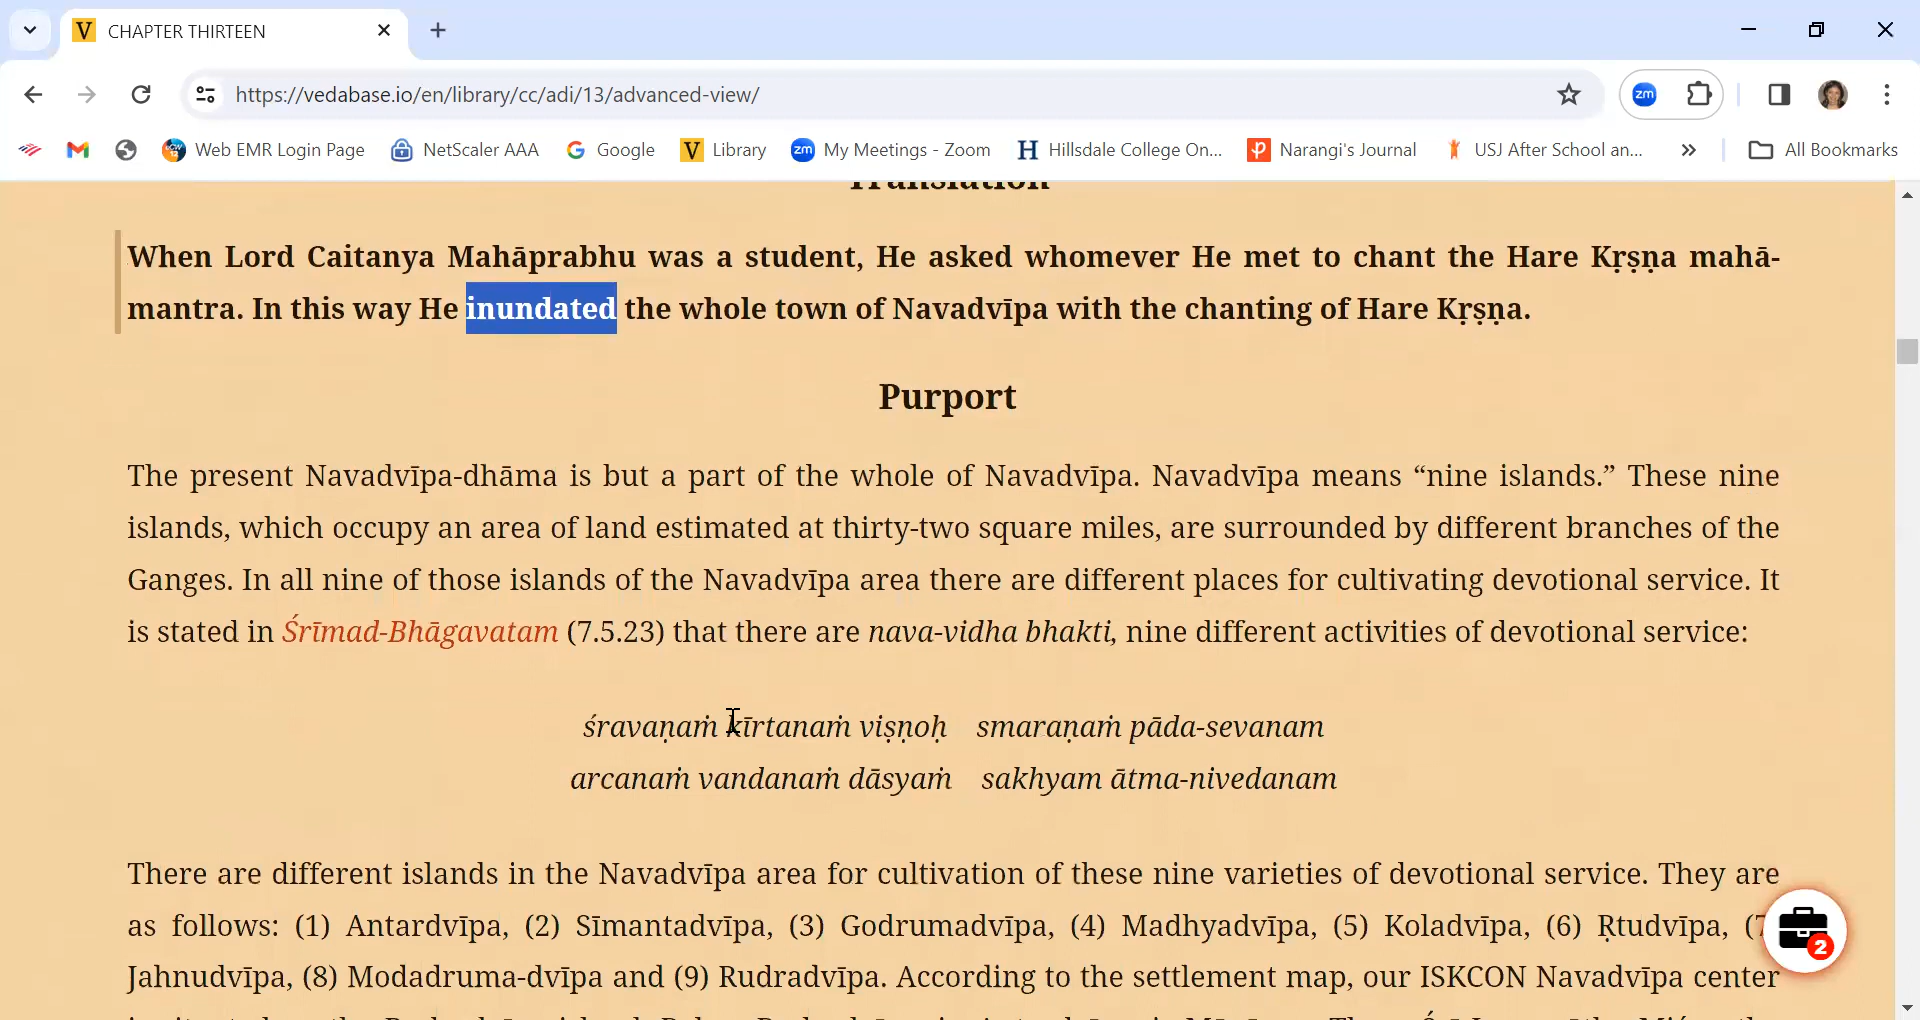 CHAPTER THIRTEEN
https://vedabase.io/en/library/cc/adi/13/advanced-view/
zm
Web EMR Login Page NetScaler AAA Google Library zm My Meetings - Zoom Hillsdale College On... Narangi's Journal USJ After School an... » All Bookmarks
Translation
When Lord Caitanya Mahāprabhu was a student, He asked whomever He met to chant the Hare Kṛṣṇa mahā-
mantra. In this way He inundated the whole town of Navadvīpa with the chanting of Hare Kṛṣṇa.
Purport
The present Navadvīpa-dhāma is but a part of the whole of Navadvīpa. Navadvīpa means “nine islands.” These nine
islands, which occupy an area of land estimated at thirty-two square miles, are surrounded by different branches of the
Ganges. In all nine of those islands of the Navadvīpa area there are different places for cultivating devotional service. It
is stated in Śrīmad-Bhāgavatam (7.5.23) that there are nava-vidha bhakti, nine different activities of devotional service:
śravaṇaṁ kīrtanaṁ viṣṇoḥ smaraṇaṁ pāda-sevanam
arcanaṁ vandanaṁ dāsyaṁ sakhyam ātma-nivedanam
There are different islands in the Navadvīpa area for cultivation of these nine varieties of devotional service. They are
as follows: (1) Antardvīpa, (2) Sīmantadvīpa, (3) Godrumadvīpa, (4) Madhyadvīpa, (5) Koladvīpa, (6) Ṛtudvīpa, (7
Jahnudvīpa, (8) Modadruma-dvīpa and (9) Rudradvīpa. According to the settlement map, our ISKCON Navadvīpa center
2